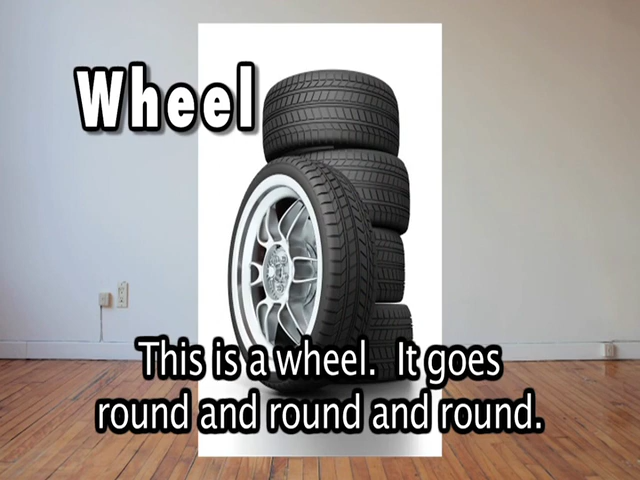 Wheel
This is a wheel.  It goes
round and round and round.